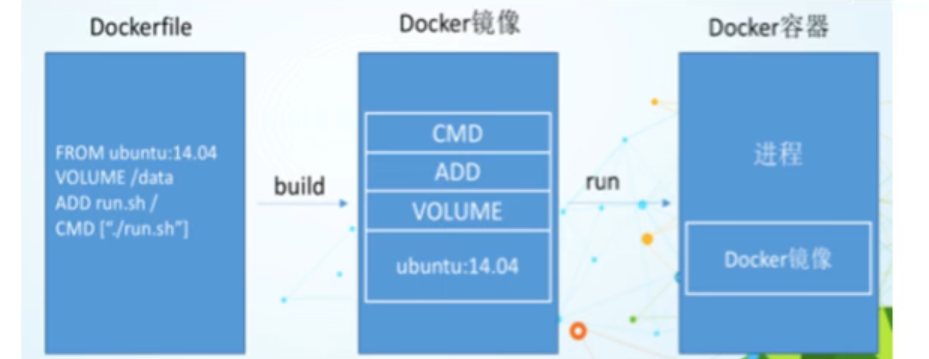 Dockerfile
FROM ubuntu:14.04
VOLUME /data
ADD run.sh /
CMD [“./run.sh”]
build
Docker镜像
CMD
ADD
VOLUME
ubuntu:14.04
run
Docker容器
进程
Docker镜像